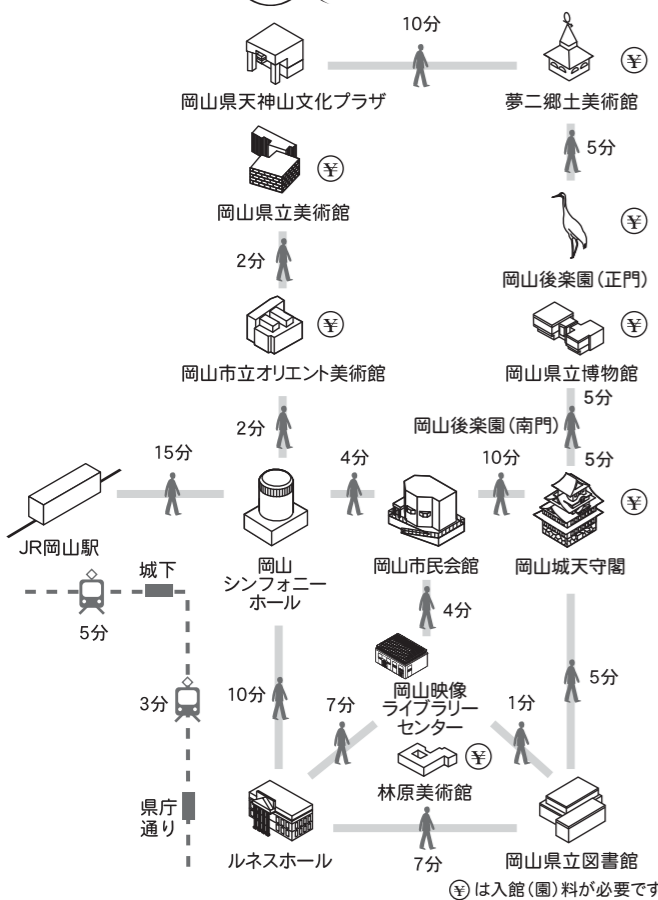 10分
岡山県天神山文化プラザ
夢二郷土美術館
¥
5分
¥
岡山県立美術館
¥
岡山後楽園(正門)
2分
¥
¥
岡山市立オリエント美術館
岡山県立博物館
5分
2分
岡山後楽園(南門)
15分
4分
10分
5分
¥
JR岡山駅
岡山
シンフォニー
ホール
岡山市民会館
岡山城天守閣
城下
5分
4分
3分
10分
7分
岡山映像
ライブラリー
センター
1分
5分
¥
林原美術館
県庁
通り
ルネスホール
7分
岡山県立図書館
¥は入館(園)料が必要です